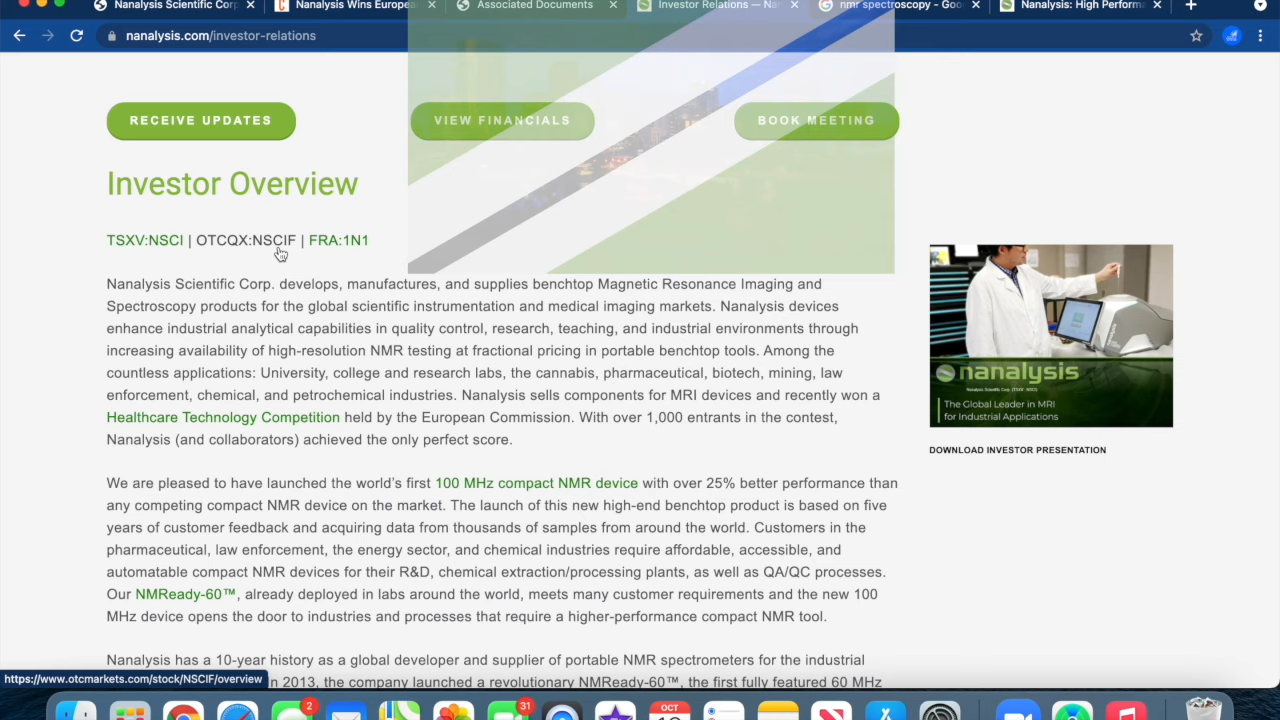 Nanalysis Scientific Corp
Nanalysis Wins Europe
Associated Documents
Investor Relations — Na
nmr spectroscopy - Goo
Nanalysis: High Perform
nanalysis.com/investor-relations
RECEIVE UPDATES
VIEW FINANCIALS
BOOK MEETING
Investor Overview
TSXV:NSCI | OTCQX:NSCIF | FRA:1N1
Nanalysis Scientific Corp. develops, manufactures, and supplies benchtop Magnetic Resonance Imaging and
Spectroscopy products for the global scientific instrumentation and medical imaging markets. Nanalysis devices
enhance industrial analytical capabilities in quality control, research, teaching, and industrial environments through
increasing availability of high-resolution NMR testing at fractional pricing in portable benchtop tools. Among the
countless applications: University, college and research labs, the cannabis, pharmaceutical, biotech, mining, law
enforcement, chemical, and petrochemical industries. Nanalysis sells components for MRI devices and recently won a
Healthcare Technology Competition held by the European Commission. With over 1,000 entrants in the contest,
Nanalysis (and collaborators) achieved the only perfect score.
nanalysis
Nanalysis Scientific Corp. (TSXV: NSCI)
The Global Leader in MRI
for Industrial Applications
DOWNLOAD INVESTOR PRESENTATION
We are pleased to have launched the world's first 100 MHz compact NMR device with over 25% better performance than
any competing compact NMR device on the market. The launch of this new high-end benchtop product is based on five
years of customer feedback and acquiring data from thousands of samples from around the world. Customers in the
pharmaceutical, law enforcement, the energy sector, and chemical industries require affordable, accessible, and
automatable compact NMR devices for their R&D, chemical extraction/processing plants, as well as QA/QC processes.
Our NMReady-60™, already deployed in labs around the world, meets many customer requirements and the new 100
MHz device opens the door to industries and processes that require a higher-performance compact NMR tool.
Nanalysis has a 10-year history as a global developer and supplier of portable NMR spectrometers for the industrial
n 2013, the company launched a revolutionary NMReady-60™, the first fully featured 60 MHz
https://www.otcmarkets.com/stock/NSCIF/overview
2
31
OCT